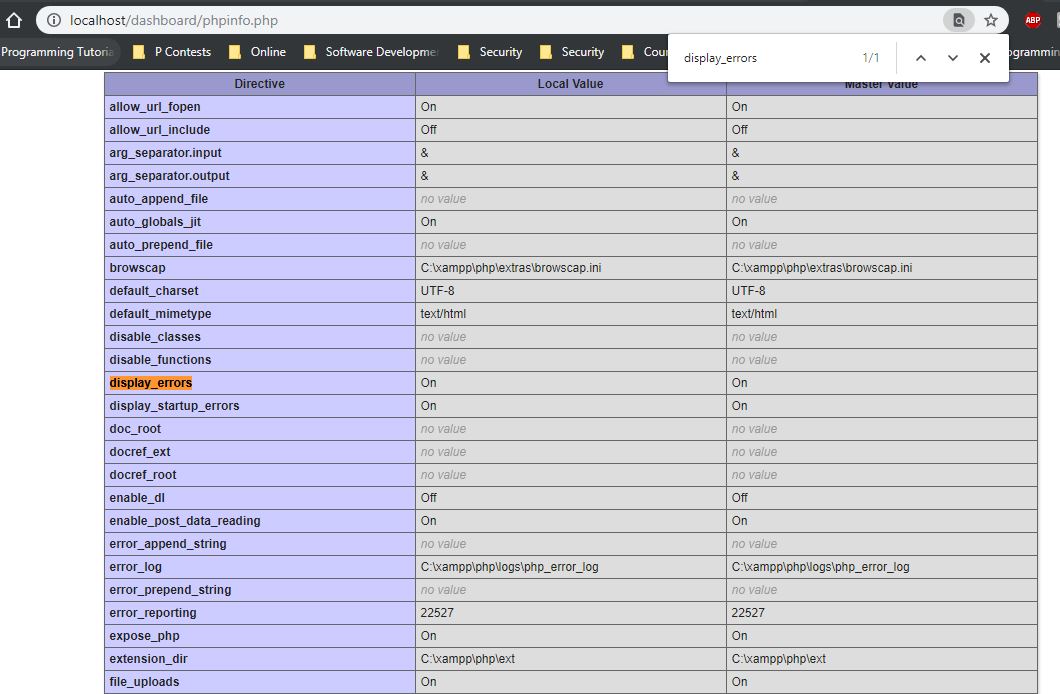 localhost/dashboard/phpinfo.php
ABP
Programming Tutoria P Contests Online Software Developme Security Security Cour ogrammin
display_errors 1/1
Directive Local Value Master Value
allow_url_fopen On On
allow_url_include Off Off
arg_separator.input & &
arg_separator.output & &
auto_append_file no value no value
auto_globals_jit On On
auto_prepend_file no value no value
browscap C:\xampp\php\extras\browscap.ini C:\xampp\php\extras\browscap.ini
default_charset UTF-8 UTF-8
default_mimetype text/html text/html
disable_classes no value no value
disable_functions no value no value
display_errors On On
display_startup_errors On On
doc_root no value no value
docref_ext no value no value
docref_root no value no value
enable_dl Off Off
enable_post_data_reading On On
error_append_string no value no value
error_log C:\xampp\php\logs\php_error_log C:\xampp\php\logs\php_error_log
error_prepend_string no value no value
error_reporting 22527 22527
expose_php On On
extension_dir C:\xampp\php\ext C:\xampp\php\ext
file_uploads On On